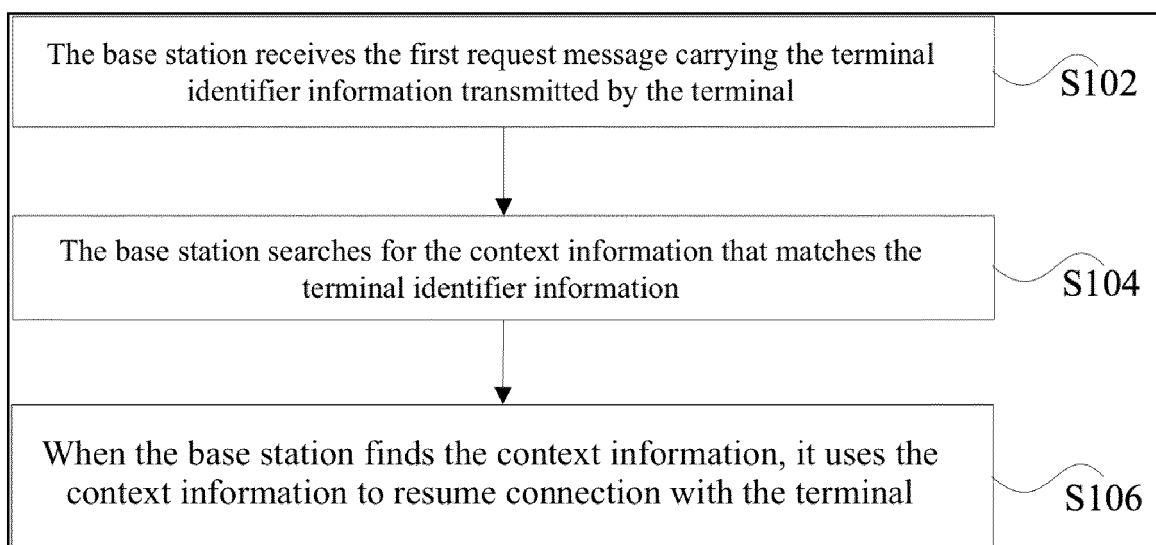 The base station receives the first request message carrying the terminal
identifier information transmitted by the terminal
S102
The base station searches for the context information that matches the
terminal identifier information
S104
When the base station finds the context information, it uses the
context information to resume connection with the terminal
S106